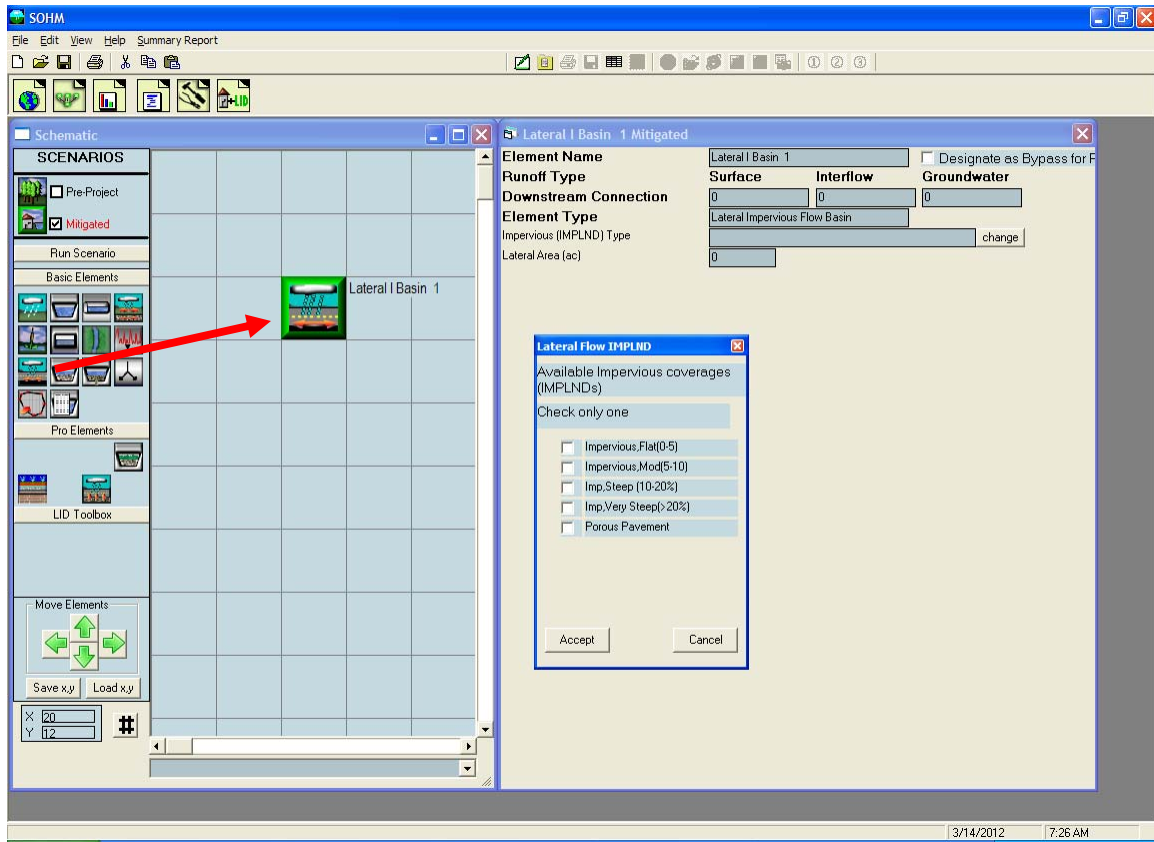 SOHM
File Edit View Help Summary Report
Schematic
SCENARIOS
Pre-Project
Mitigated
Run Scenario
Basic Elements
Pro Elements
LID Toolbox
Move Elements
Save x,y Load x,y
X 20
Y 12
#
Lateral I Basin 1
+LID
Lateral I Basin 1 Mitigated
Element Name Lateral I Basin 1 Designate as Bypass for P
Runoff Type Surface Interflow Groundwater
Downstream Connection 0 0 0
Element Type Lateral Impervious Flow Basin
Impervious (IMPLND) Type change
Lateral Area (ac) 0
Lateral Flow IMPLND
Available Impervious coverages
(IMPLNDs)
Check only one
Impervious,Flat(0-5)
Impervious,Mod(5-10)
Imp,Steep (10-20%)
Imp,Very Steep(>20%)
Porous Pavement
Accept Cancel
3/14/2012 7:26 AM